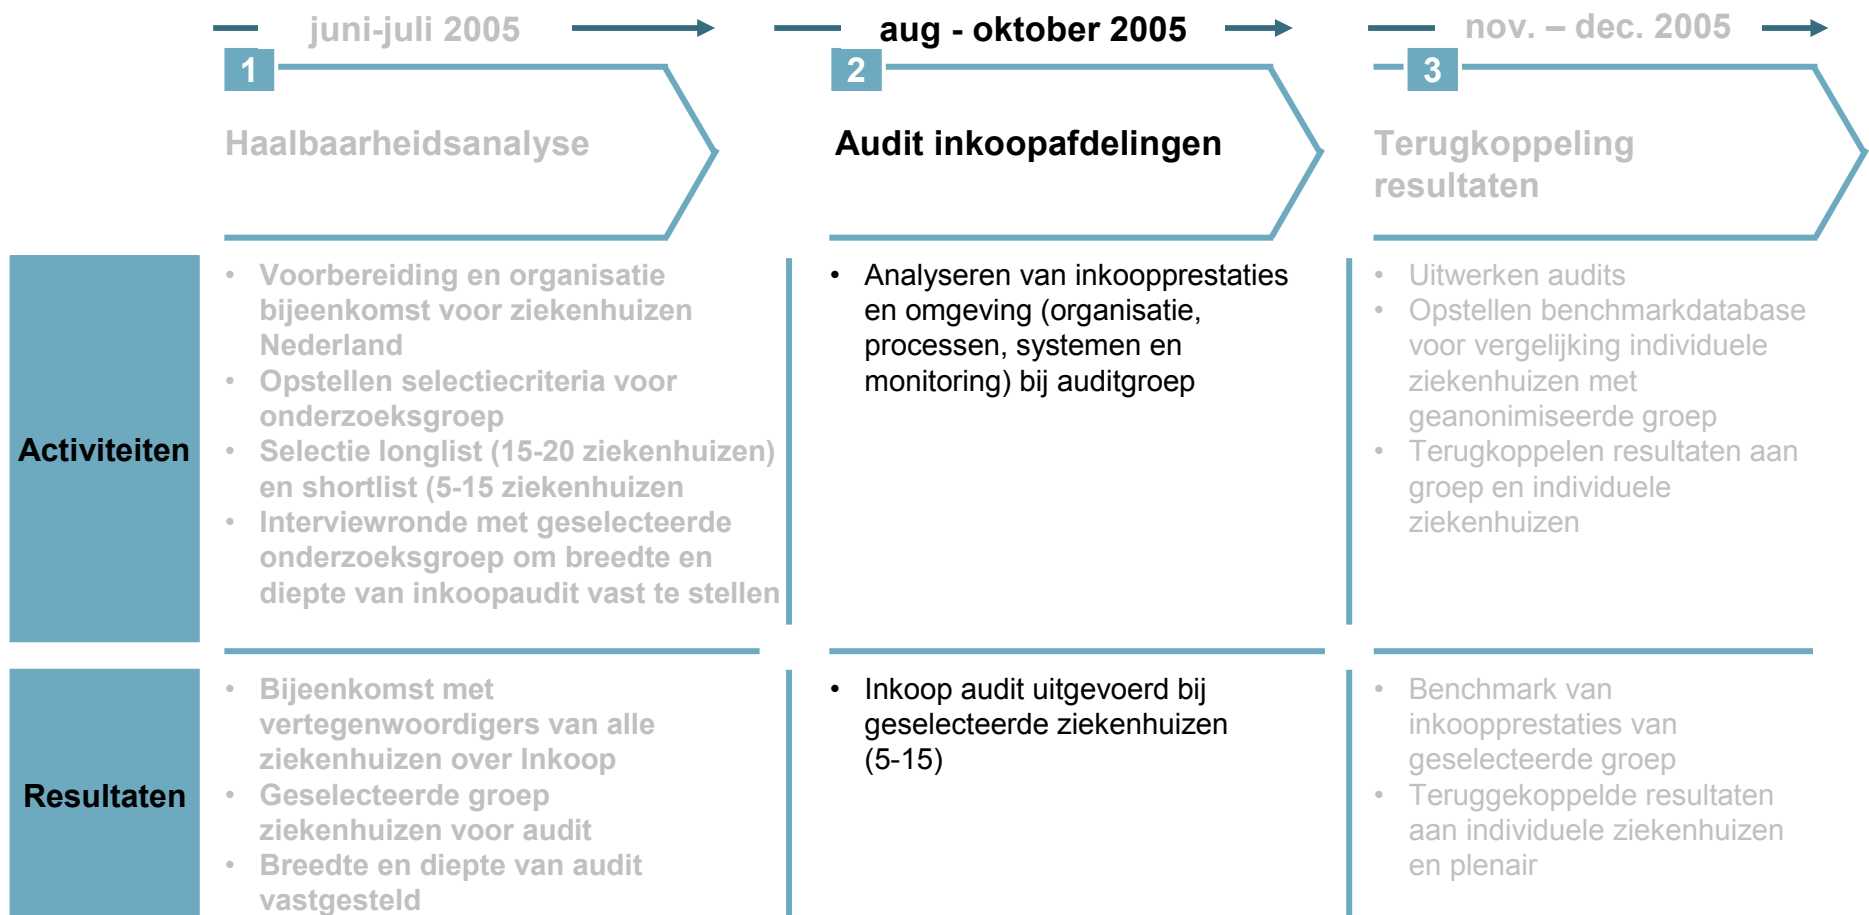 juni-juli 2005
aug - oktober 2005
nov. – dec. 2005
1
2
3
Haalbaarheidsanalyse
Audit inkoopafdelingen
Terugkoppeling
resultaten
Activiteiten
• Voorbereiding en organisatie
bijeenkomst voor ziekenhuizen
Nederland
• Opstellen selectiecriteria voor
onderzoeksgroep
• Selectie longlist (15-20 ziekenhuizen)
en shortlist (5-15 ziekenhuizen
• Interviewronde met geselecteerde
onderzoeksgroep om breedte en
diepte van inkoopaudit vast te stellen
• Analyseren van inkoopprestaties
en omgeving (organisatie,
processen, systemen en
monitoring) bij auditgroep
• Uitwerken audits
• Opstellen benchmarkdatabase
voor vergelijking individuele
ziekenhuizen met
geanonimiseerde groep
• Terugkoppelen resultaten aan
groep en individuele
ziekenhuizen
Resultaten
• Bijeenkomst met
vertegenwoordigers van alle
ziekenhuizen over Inkoop
• Geselecteerde groep
ziekenhuizen voor audit
• Breedte en diepte van audit
vastgesteld
• Inkoop audit uitgevoerd bij
geselecteerde ziekenhuizen
(5-15)
• Benchmark van
inkoopprestaties van
geselecteerde groep
• Teruggekoppelde resultaten
aan individuele ziekenhuizen
en plenair